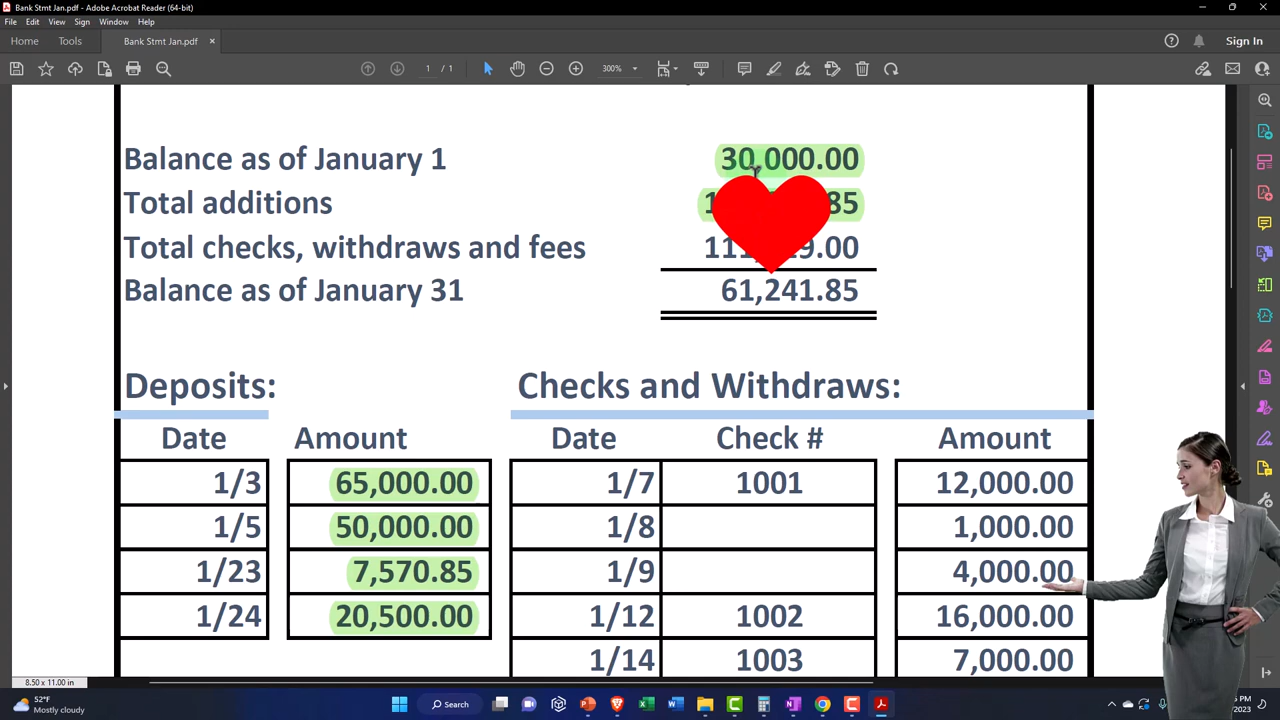 Bank Stmt Jan.pdf - Adobe Acrobat Reader (64-bit)
File Edit View Sign Window Help
Home Tools Bank Stmt Jan.pdf × Sign In
1 / 1 300%
Balance as of January 1 30,000.00
Total additions
Total checks, withdraws and fees
Balance as of January 31 61,241.85
Deposits: Checks and Withdraws:
Date Amount Date Check # Amount
1/3 65,000.00 1/7 1001 12,000.00
1/5 50,000.00 1/8 1,000.00
1/23 7,570.85 1/9 4,000.00
1/24 20,500.00 1/12 1002 16,000.00
1/14 1003 7,000.00
8.50 x 11.00 in
52°F
Mostly cloudy
Search